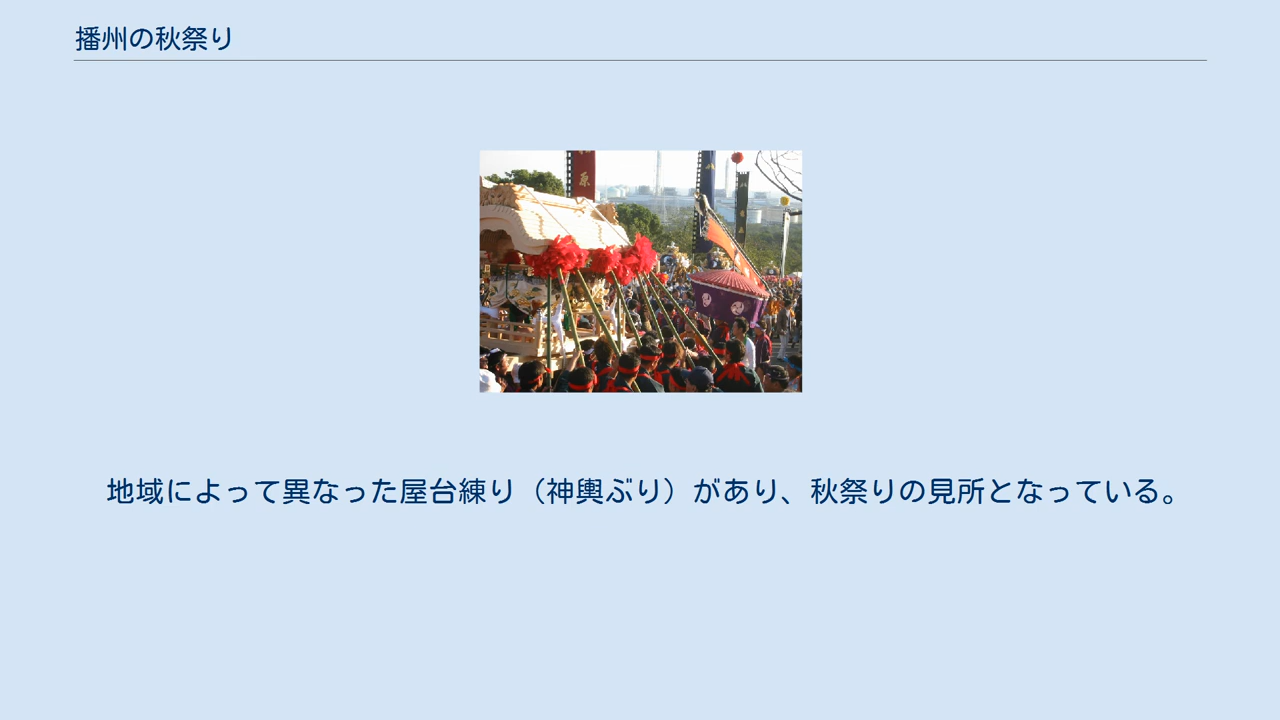 播州の秋祭り
原
地域によって異なった屋台練り（神輿ぶり）があり、秋祭りの見所となっている。